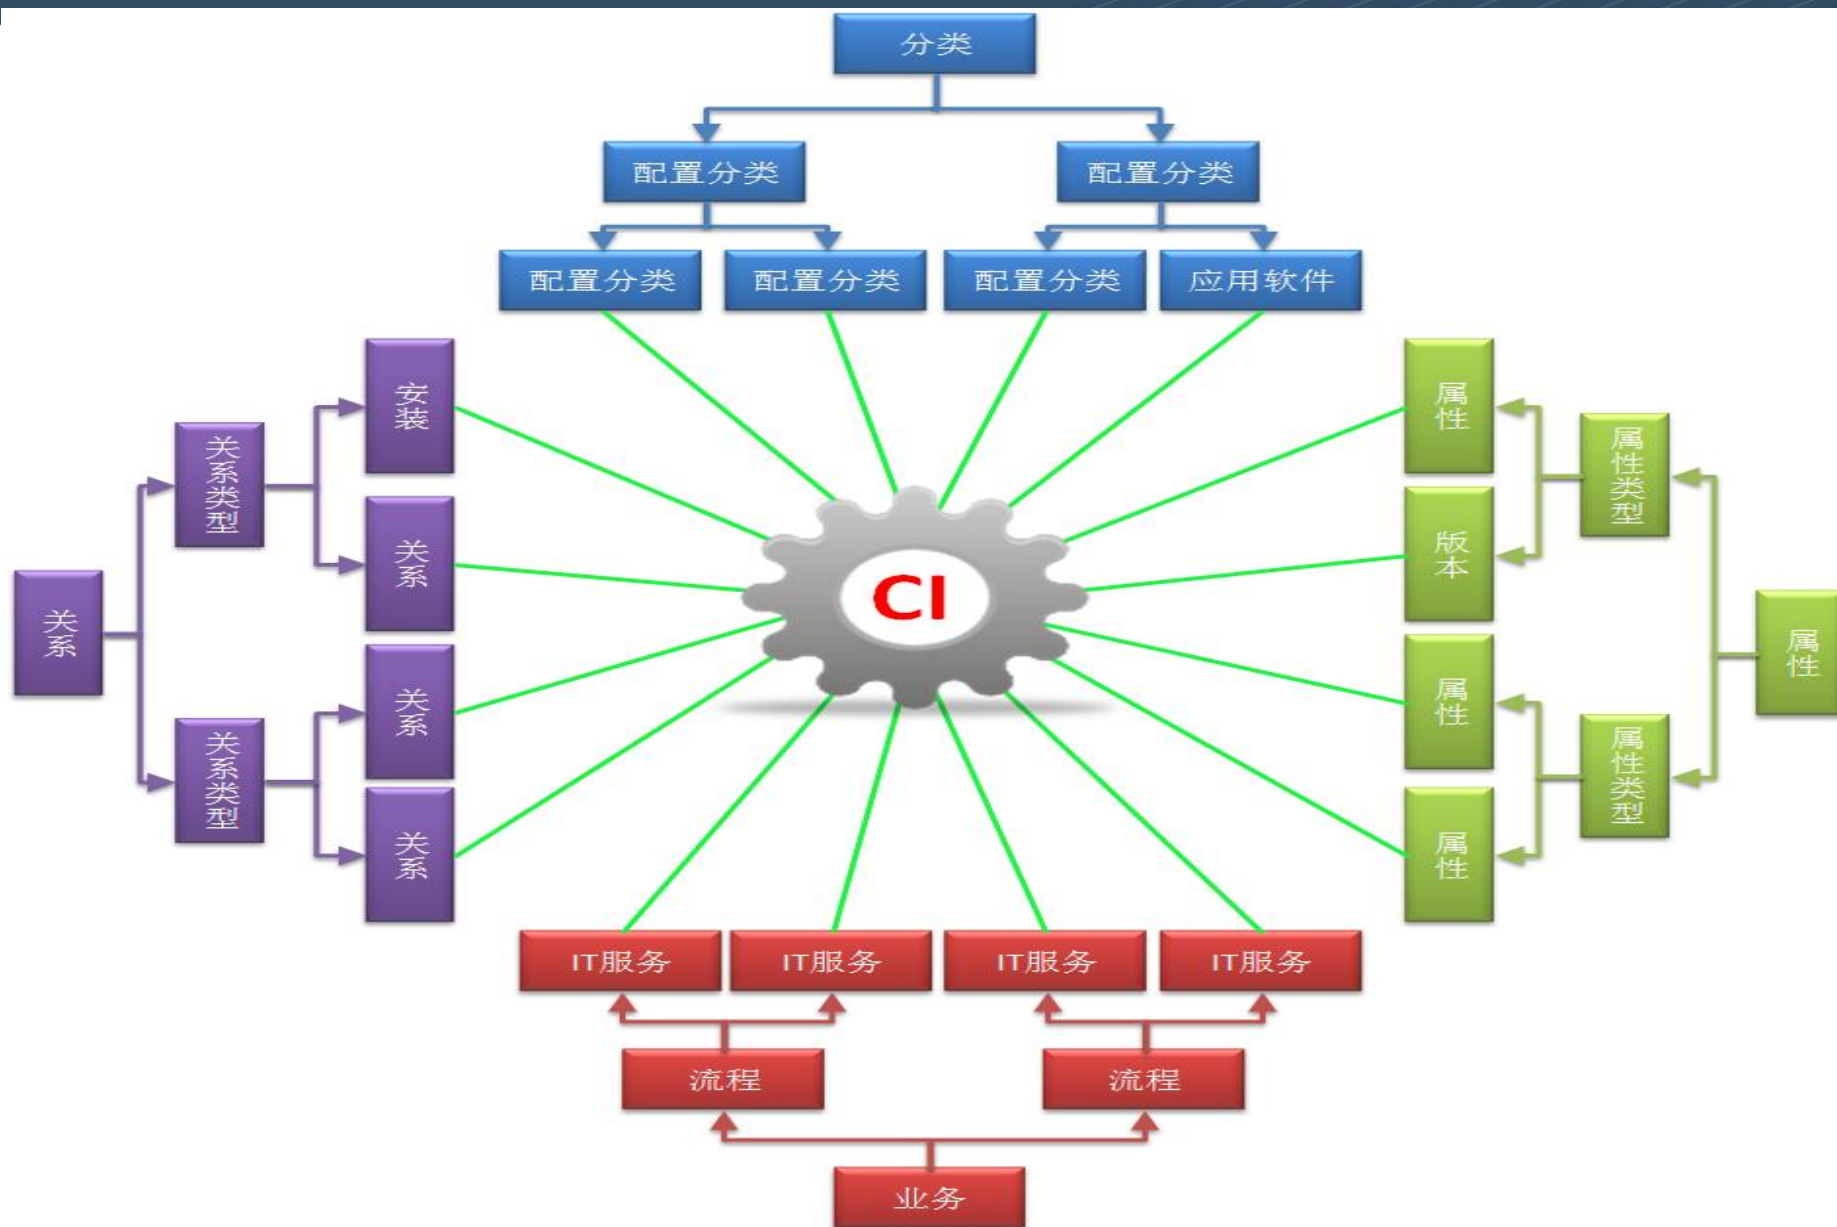 分类
配置分类
配置分类
配置分类
配置分类
配置分类
应用软件
关系
关系类型
关系类型
安装
关系
关系
关系
CI
属性
版本
属性
属性
属性类型
属性类型
属性
IT服务
IT服务
IT服务
IT服务
流程
流程
业务